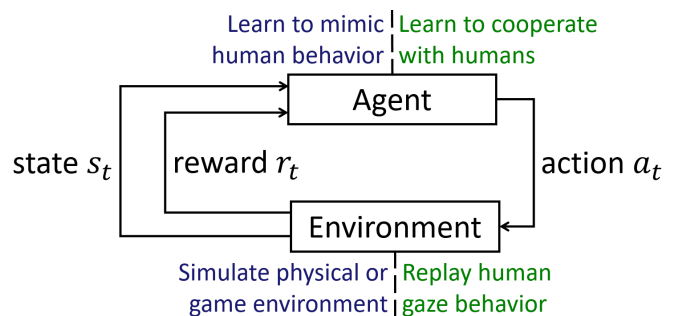 Learn to mimic
human behavior
Learn to cooperate
with humans
Agent
state s_t
reward r_t
action a_t
Environment
Simulate physical or
game environment
Replay human
gaze behavior